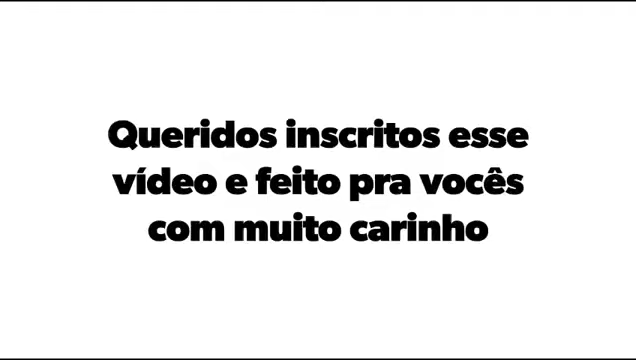 Queridos inscritos esse
vídeo e feito pra vocês
com muito carinho